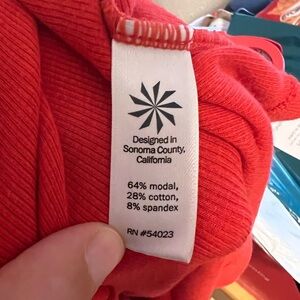 Designed in
Sonoma County,
California
64% modal,
28% cotton,
8% spandex
RN #54023